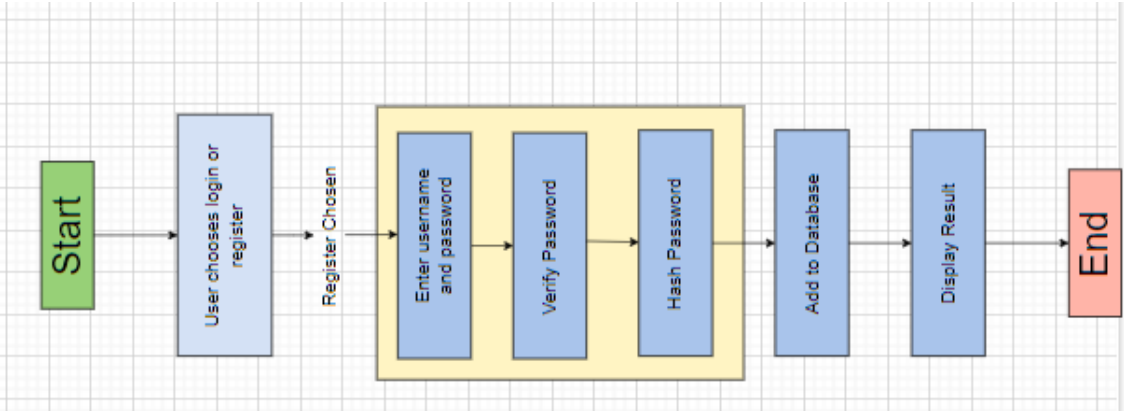 Start
User chooses login or
register
Register Chosen
Enter username
and password
Verify Password
Hash Password
Add to Database
Display Result
End